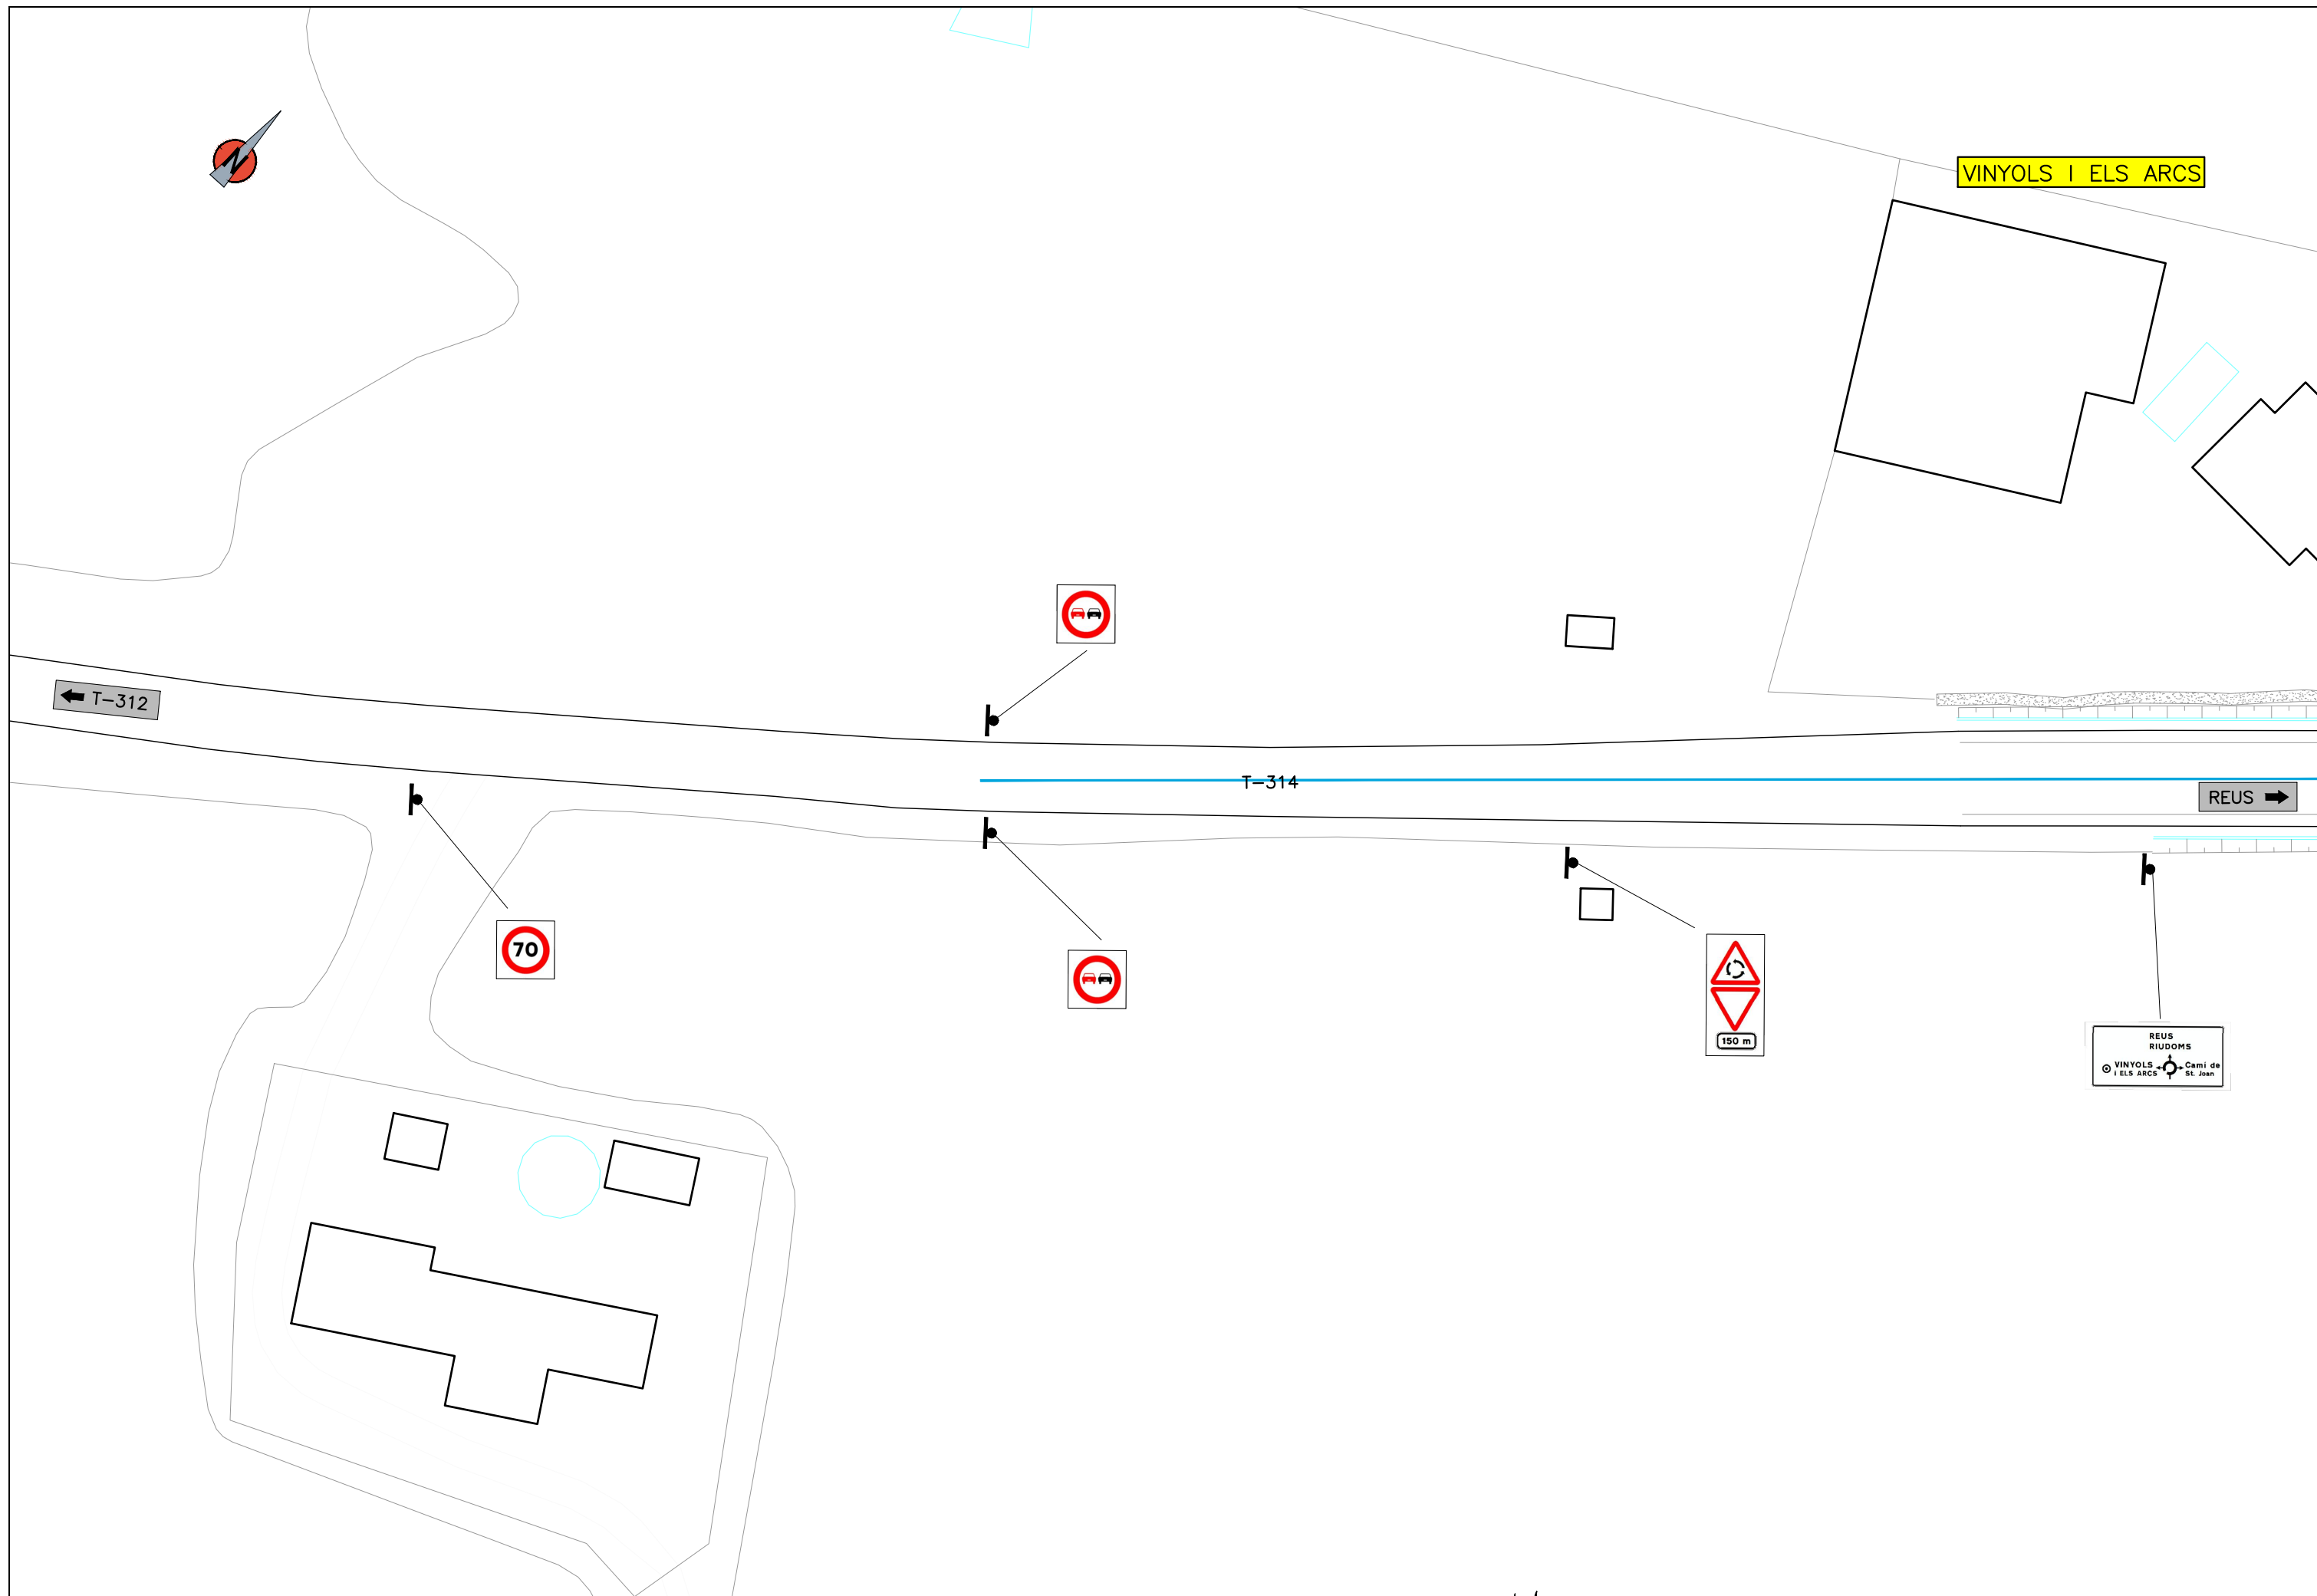 N
VINYOLS I ELS ARCS
T-312
T-314
REUS
70
150 m
REUS
RIUDOMS
VINYOLS
i ELS ARCS
Camí de
St. Joan